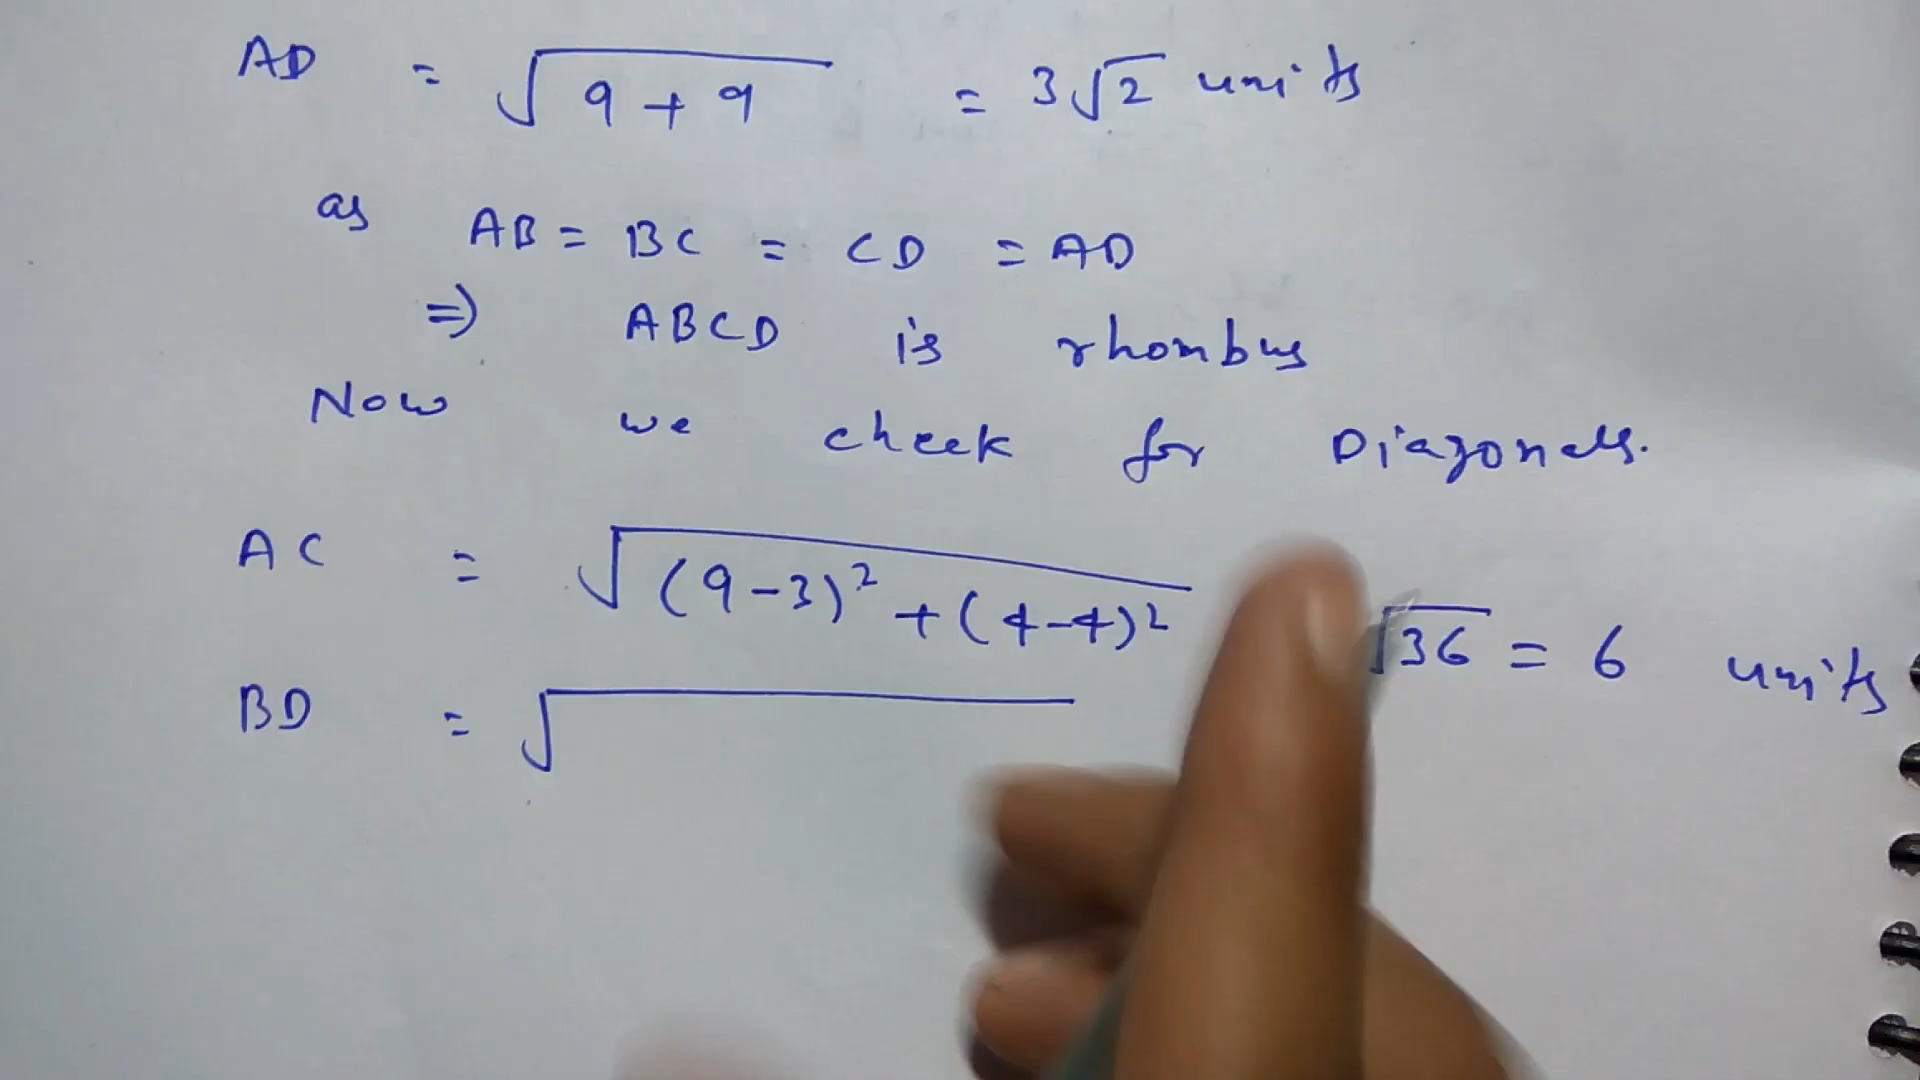 AD = √9 + 9 = 3√2 units
as AB = BC = CD = AD
⇒ ABCD is rhombus
Now we check for Diagonals.
AC = √(9-3)² + (4-4)² √36 = 6 units
BD = √